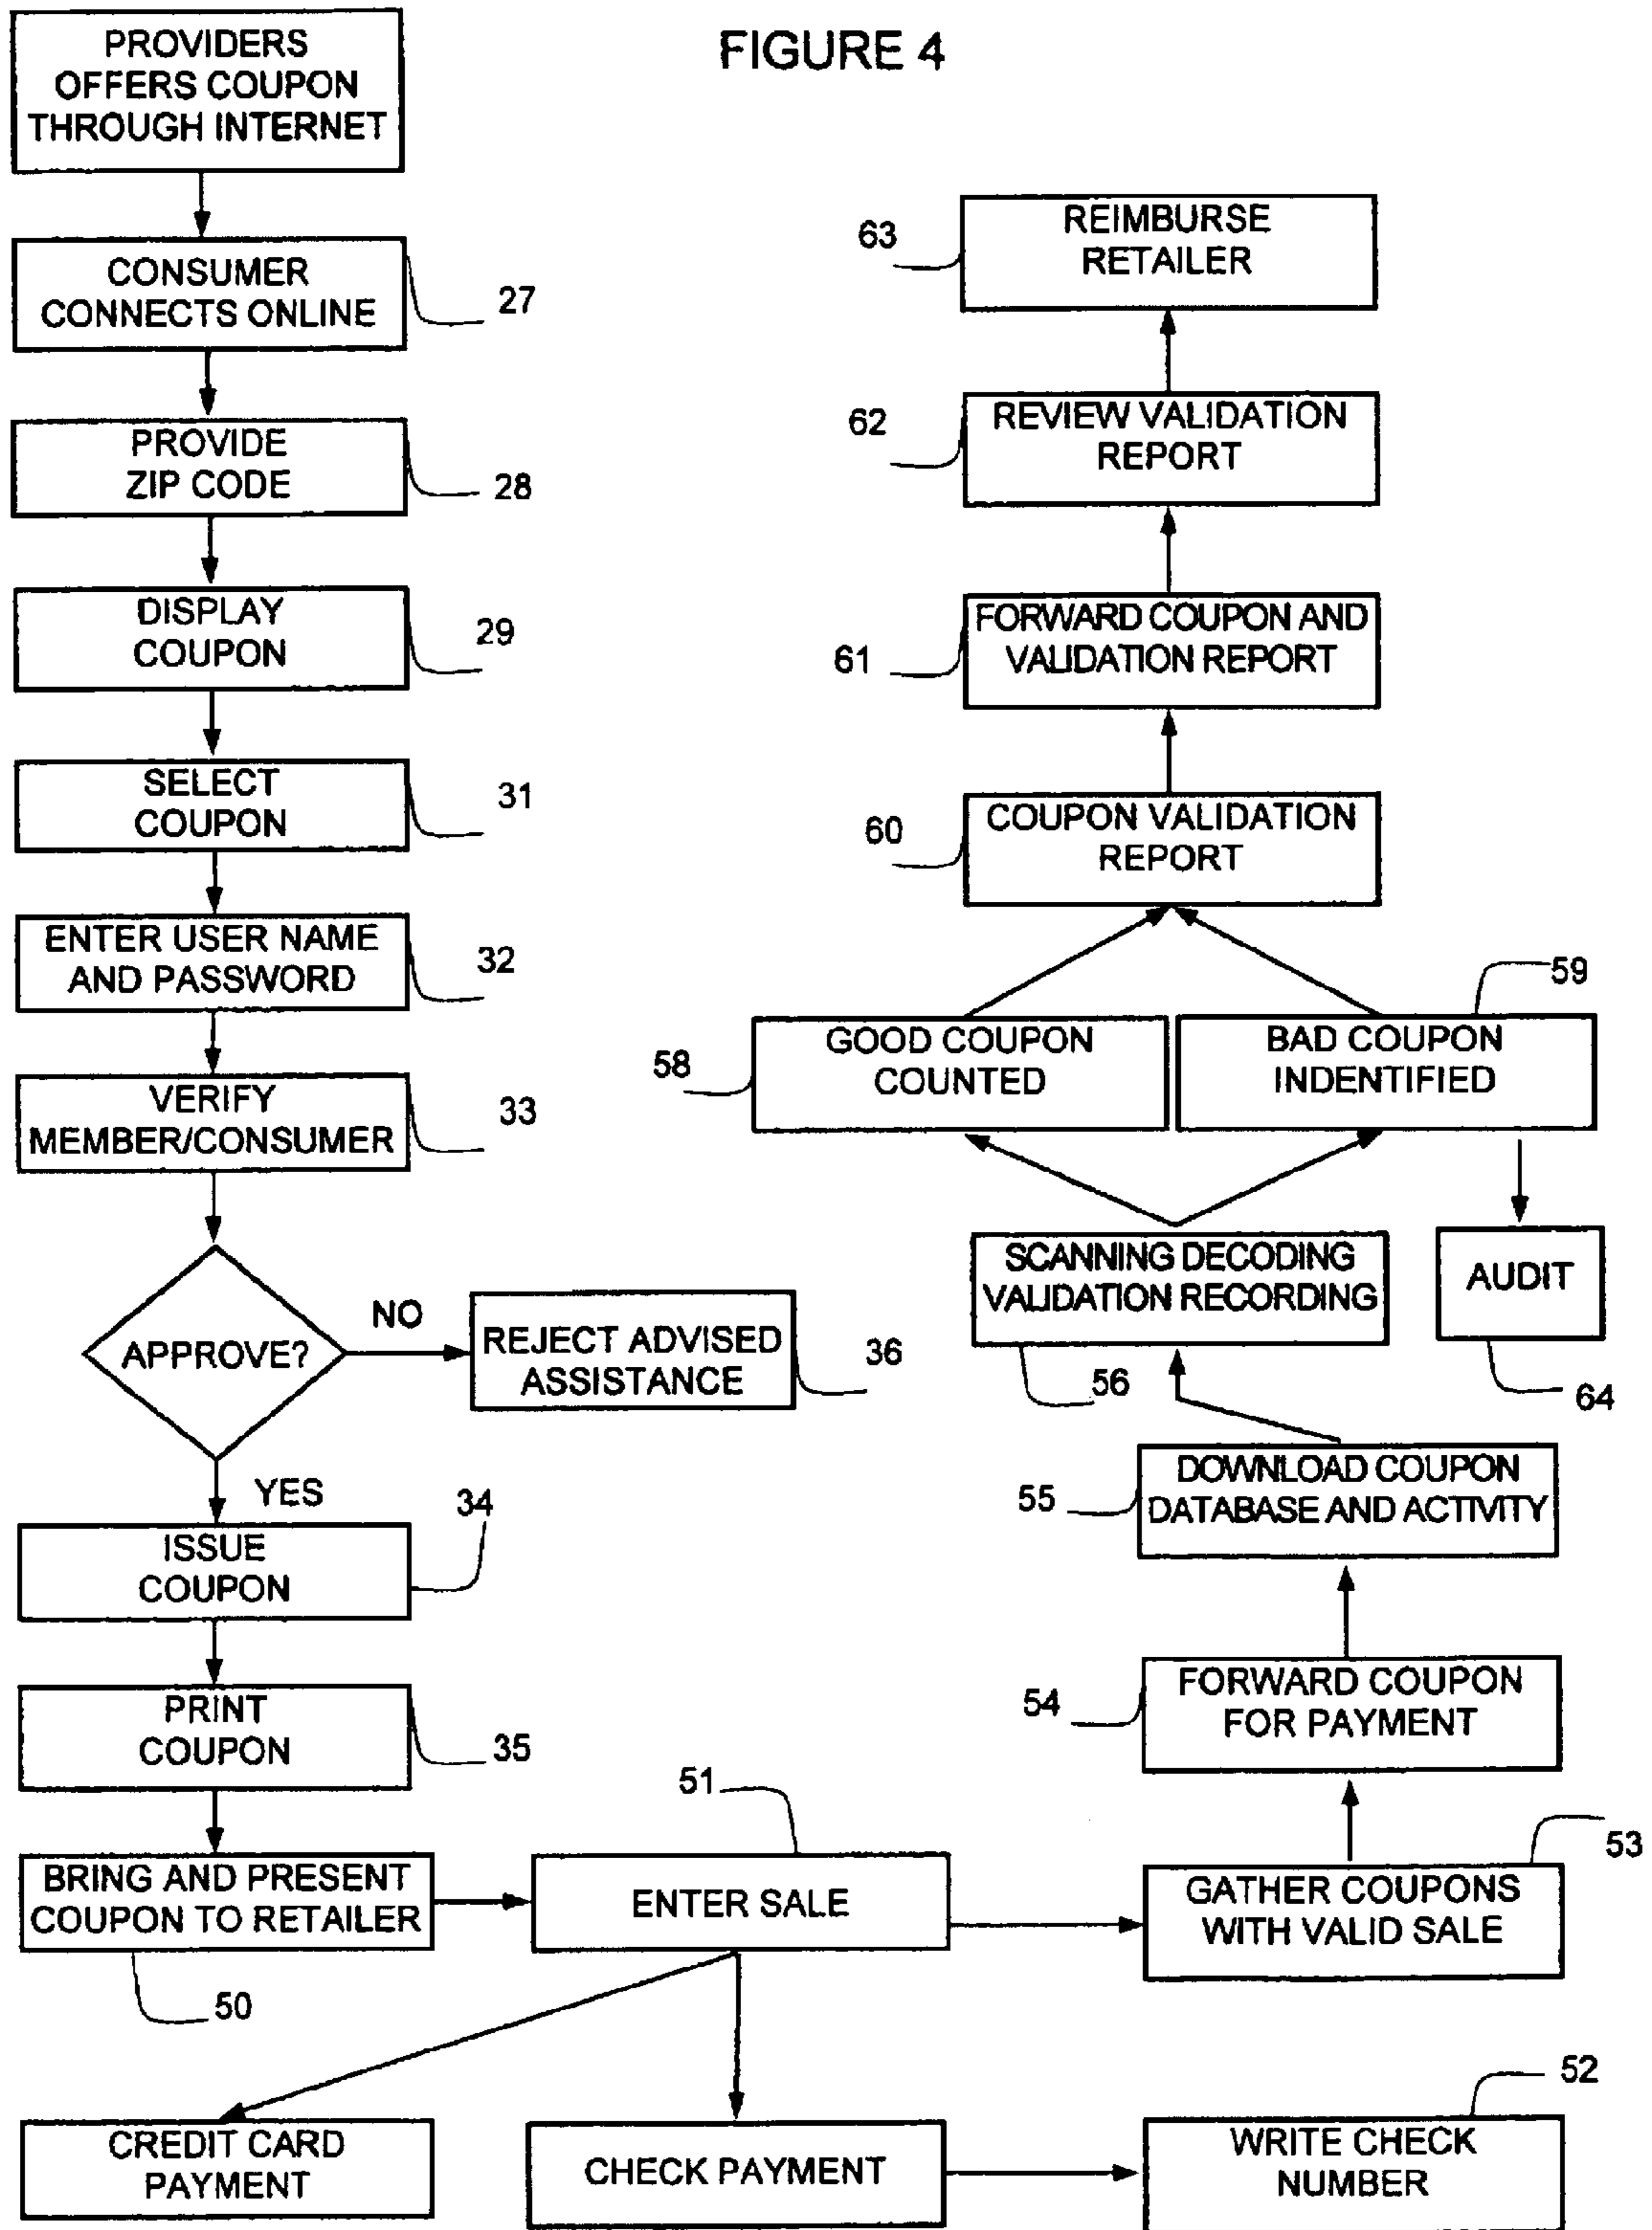 FIGURE 4
PROVIDERS
OFFERS COUPON
THROUGH INTERNET
CONSUMER
CONNECTS ONLINE
27
PROVIDE
ZIP CODE
28
DISPLAY
COUPON
29
SELECT
COUPON
31
ENTER USER NAME
AND PASSWORD
32
VERIFY
MEMBER/CONSUMER
33
APPROVE?
NO
REJECT ADVISED
ASSISTANCE
36
YES
ISSUE
COUPON
34
PRINT
COUPON
35
BRING AND PRESENT
COUPON TO RETAILER
50
ENTER SALE
51
CREDIT CARD
PAYMENT
CHECK PAYMENT
WRITE CHECK
NUMBER
52
GATHER COUPONS
WITH VALID SALE
53
FORWARD COUPON
FOR PAYMENT
54
DOWNLOAD COUPON
DATABASE AND ACTIVITY
55
SCANNING DECODING
VALIDATION RECORDING
56
GOOD COUPON
COUNTED
58
BAD COUPON
INDENTIFIED
59
AUDIT
64
COUPON VALIDATION
REPORT
60
FORWARD COUPON AND
VALIDATION REPORT
61
REVIEW VALIDATION
REPORT
62
REIMBURSE
RETAILER
63